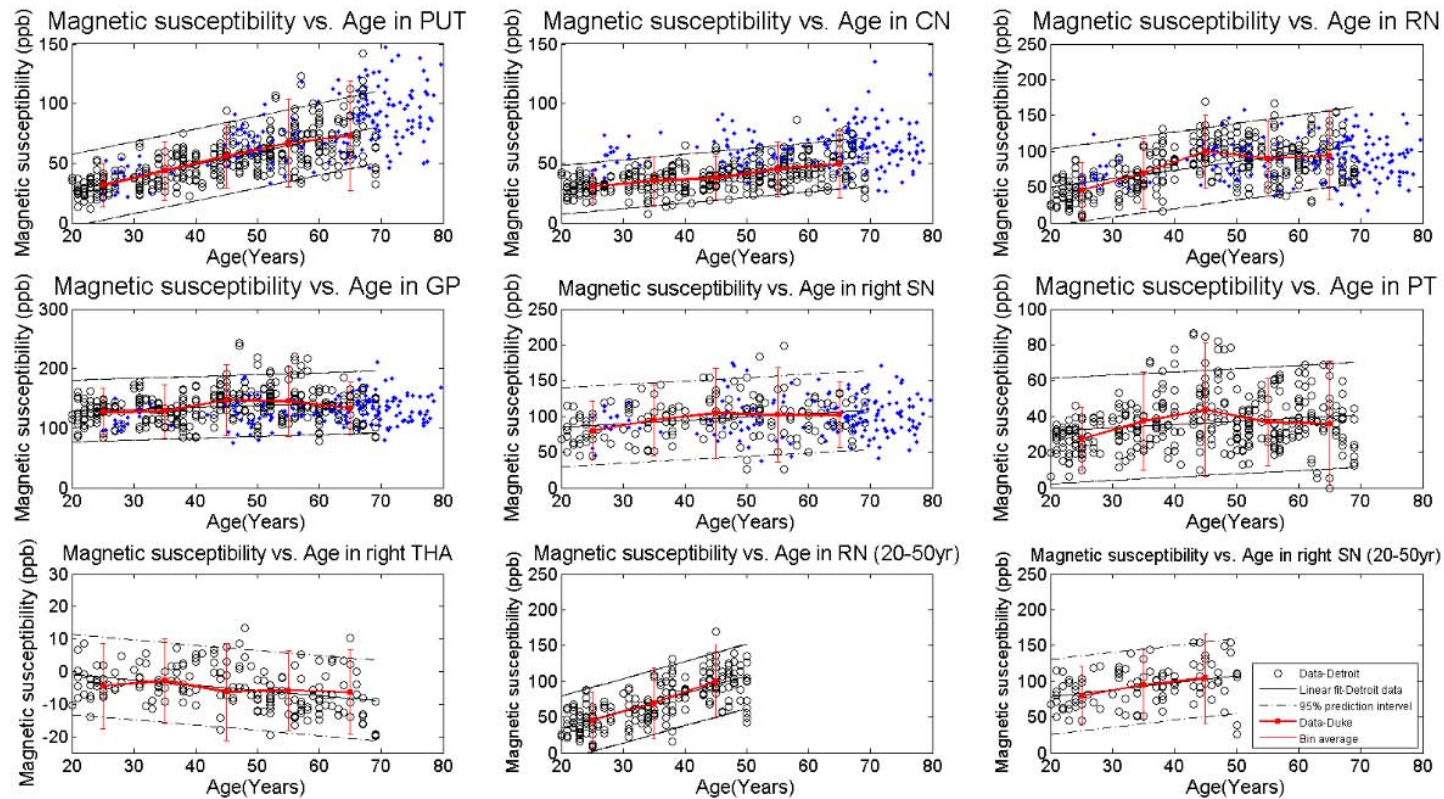 Magnetic susceptibility vs. Age in PUT
Magnetic susceptibility (ppb)
150
100
50
0
20 30 40 50 60 70 80
Age(Years)
Magnetic susceptibility vs. Age in CN
Magnetic susceptibility (ppb)
150
100
50
0
20 30 40 50 60 70 80
Age(Years)
Magnetic susceptibility vs. Age in RN
Magnetic susceptibility (ppb)
250
200
150
100
50
0
20 30 40 50 60 70 80
Age(Years)
Magnetic susceptibility vs. Age in GP
Magnetic susceptibility (ppb)
300
200
100
0
20 30 40 50 60 70 80
Age(Years)
Magnetic susceptibility vs. Age in right SN
Magnetic susceptibility (ppb)
250
200
150
100
50
0
20 30 40 50 60 70 80
Age(Years)
Magnetic susceptibility vs. Age in PT
Magnetic susceptibility (ppb)
100
80
60
40
20
0
20 30 40 50 60 70 80
Age(Years)
Magnetic susceptibility vs. Age in right THA
Magnetic susceptibility (ppb)
30
20
10
0
-10
-20
20 30 40 50 60 70 80
Age(Years)
Magnetic susceptibility vs. Age in RN (20-50yr)
Magnetic susceptibility (ppb)
250
200
150
100
50
0
20 30 40 50 60 70 80
Age(Years)
Magnetic susceptibility vs. Age in right SN (20-50yr)
Magnetic susceptibility (ppb)
250
200
150
100
50
0
20 30 40 50 60 70 80
Age(Years)
Data-Detroit
Linear fit-Detroit data
95% prediction interval
Data-Duke
Bin average